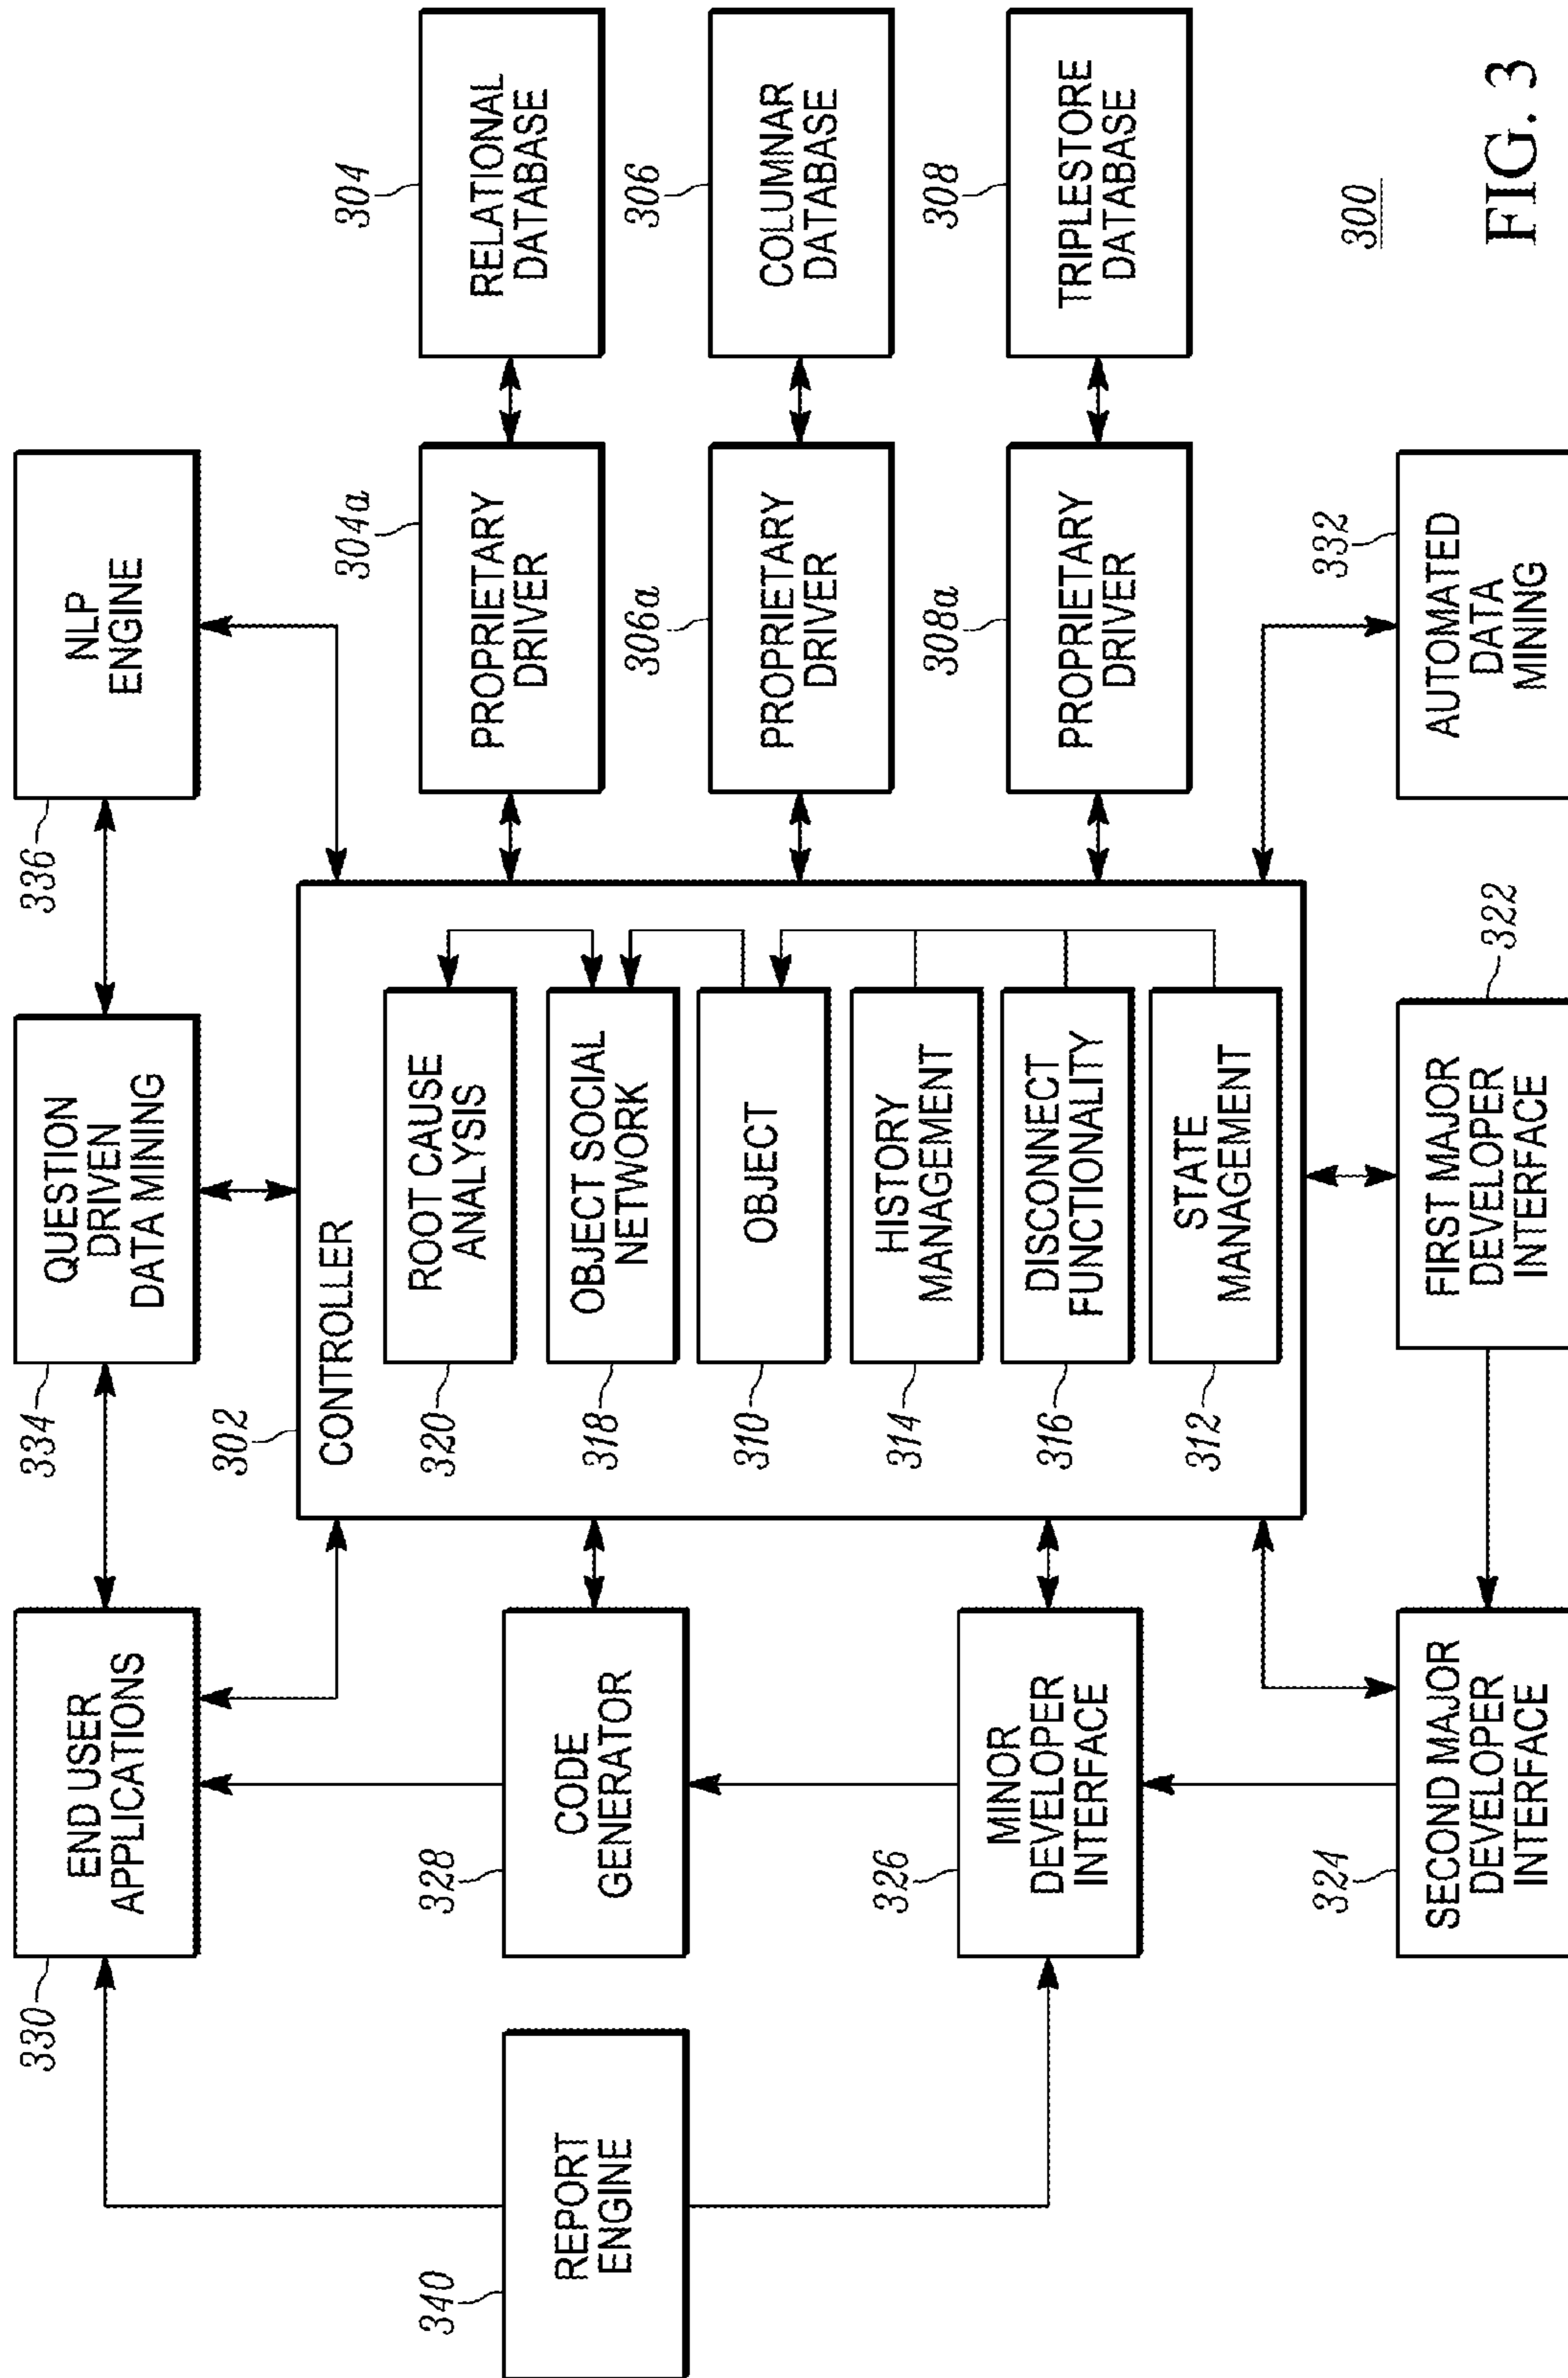 330
END USER
APPLICATIONS
334
QUESTION
DRIVEN
DATA MINING
336
NLP
ENGINE
302
CONTROLLER
320
ROOT CAUSE
ANALYSIS
318
OBJECT SOCIAL
NETWORK
310
OBJECT
314
HISTORY
MANAGEMENT
316
DISCONNECT
FUNCTIONALITY
312
STATE
MANAGEMENT
340
REPORT
ENGINE
328
CODE
GENERATOR
326
MINOR
DEVELOPER
INTERFACE
324
SECOND MAJOR
DEVELOPER
INTERFACE
322
FIRST MAJOR
DEVELOPER
INTERFACE
304a
PROPRIETARY
DRIVER
304
RELATIONAL
DATABASE
306a
PROPRIETARY
DRIVER
306
COLUMNAR
DATABASE
308a
PROPRIETARY
DRIVER
308
TRIPLESTORE
DATABASE
332
AUTOMATED
DATA
MINING
300
FIG. 3